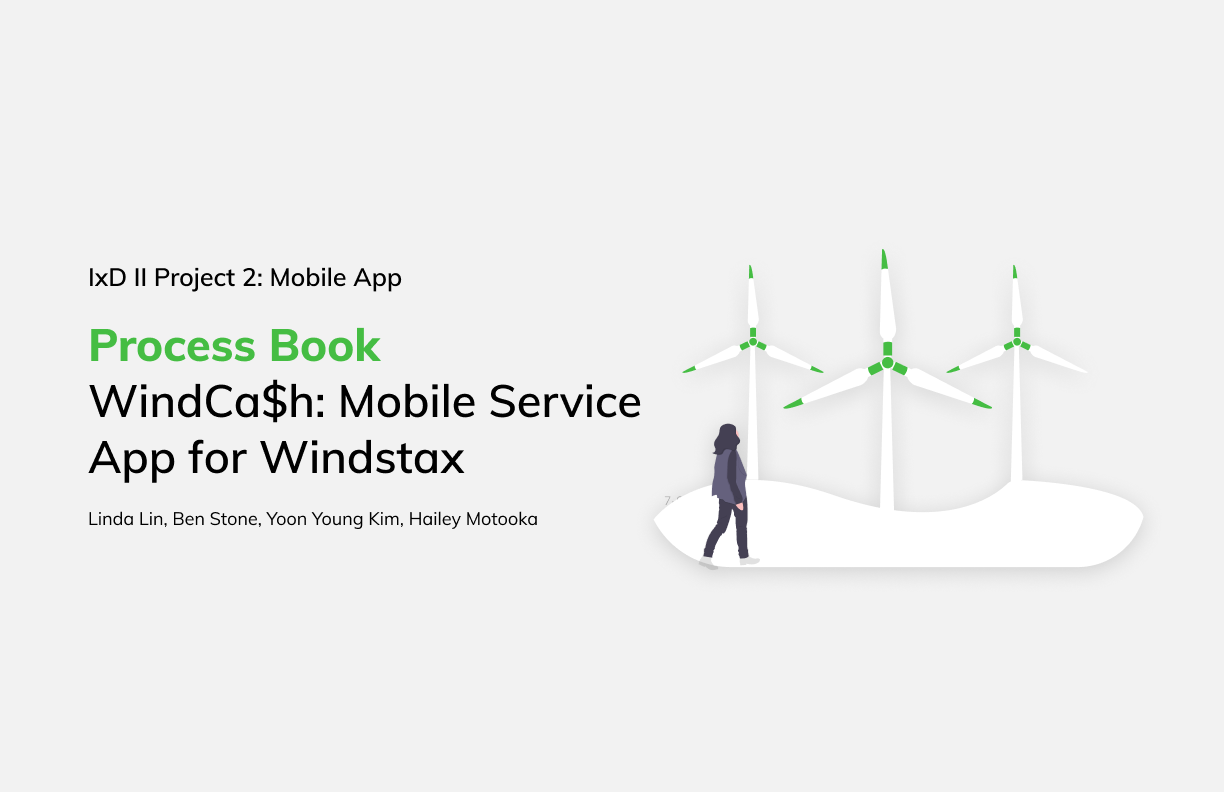 IxD II Project 2: Mobile App
Process Book
WindCa$h: Mobile Service
App for Windstax
Linda Lin, Ben Stone, Yoon Young Kim, Hailey Motooka